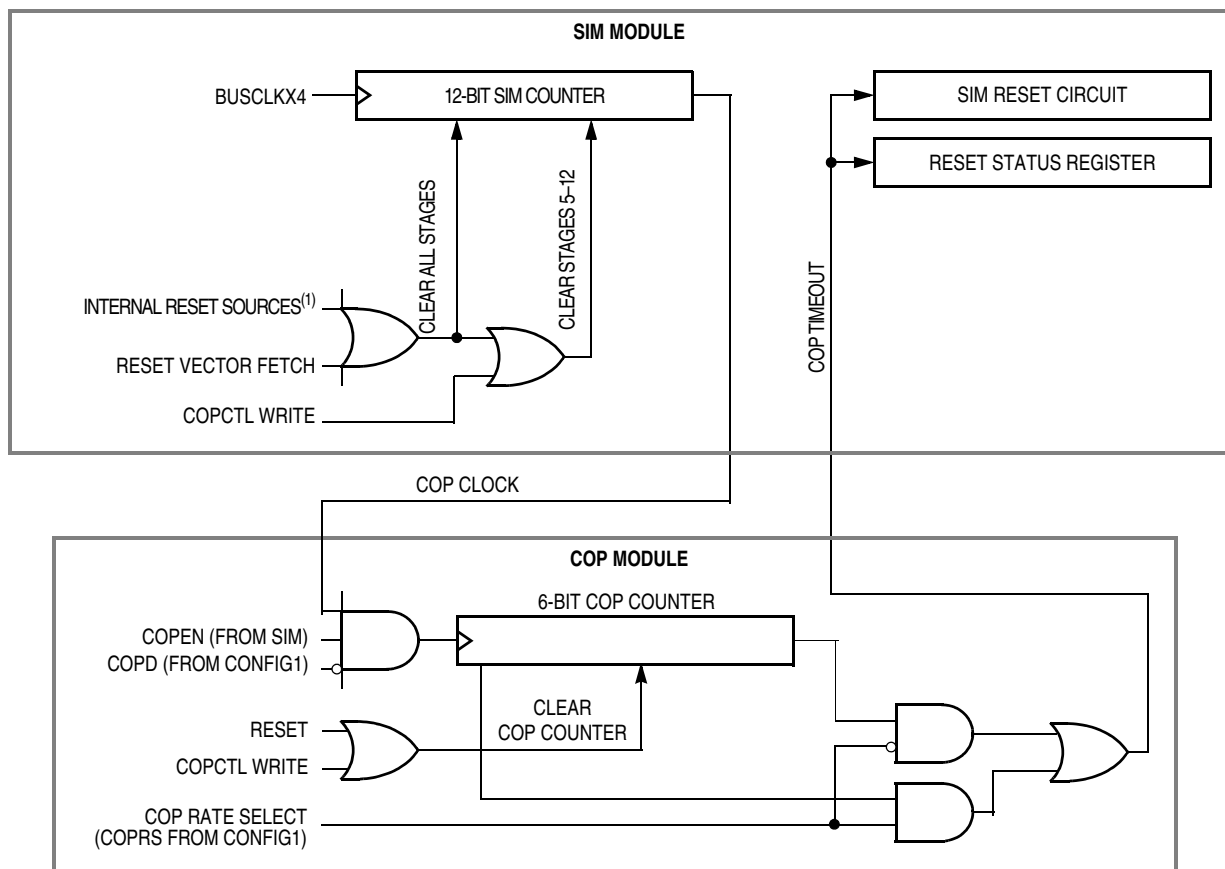 SIM MODULE
BUSCLKX4
12-BIT SIM COUNTER
SIM RESET CIRCUIT
RESET STATUS REGISTER
CLEAR ALL STAGES
CLEAR STAGES 5–12
COP TIMEOUT
INTERNAL RESET SOURCES(1)
RESET VECTOR FETCH
COPCTL WRITE
COP CLOCK
COP MODULE
6-BIT COP COUNTER
COPEN (FROM SIM)
COPD (FROM CONFIG1)
CLEAR
COP COUNTER
RESET
COPCTL WRITE
COP RATE SELECT
(COPRS FROM CONFIG1)